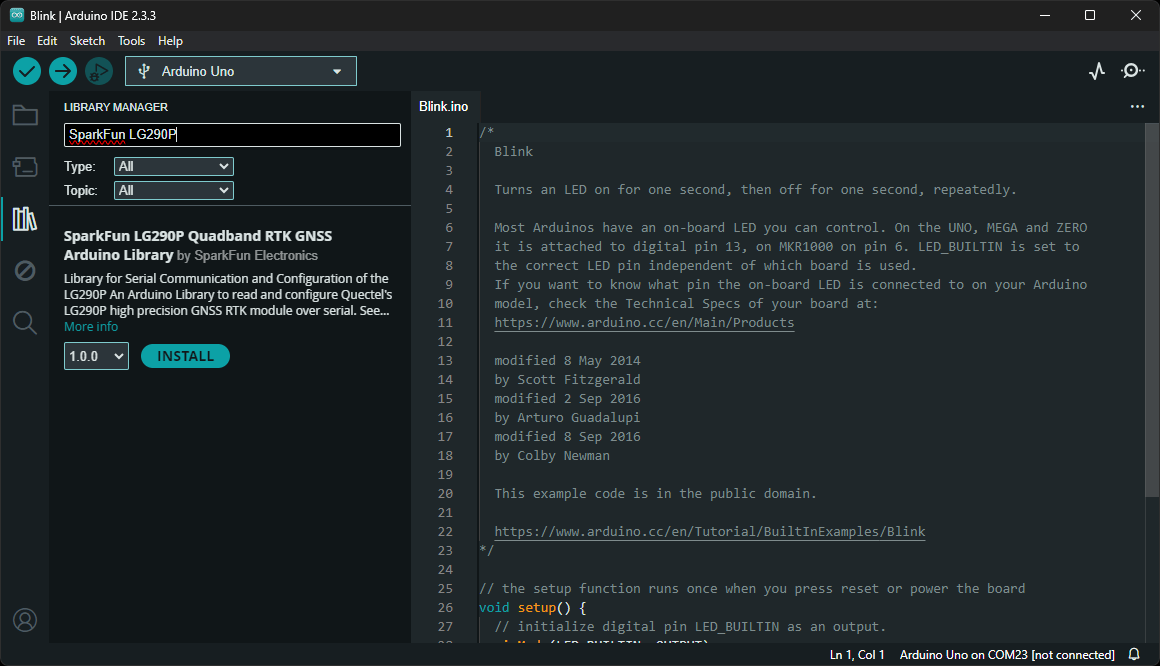 Blink | Arduino IDE 2.3.3
File Edit Sketch Tools Help
Arduino Uno
LIBRARY MANAGER
SparkFun LG290P
Type: All
Topic: All
SparkFun LG290P Quadband RTK GNSS
Arduino Library by SparkFun Electronics
Library for Serial Communication and Configuration of the
LG290P An Arduino Library to read and configure Quectel's
LG290P high precision GNSS RTK module over serial. See...
More info
1.0.0 INSTALL
Blink.ino
1 /*
2 Blink
3
4 Turns an LED on for one second, then off for one second, repeatedly.
5
6 Most Arduinos have an on-board LED you can control. On the UNO, MEGA and ZERO
7 it is attached to digital pin 13, on MKR1000 on pin 6. LED_BUILTIN is set to
8 the correct LED pin independent of which board is used.
9 If you want to know what pin the on-board LED is connected to on your Arduino
10 model, check the Technical Specs of your board at:
11 https://www.arduino.cc/en/Main/Products
12
13 modified 8 May 2014
14 by Scott Fitzgerald
15 modified 2 Sep 2016
16 by Arturo Guadalupi
17 modified 8 Sep 2016
18 by Colby Newman
19
20 This example code is in the public domain.
21
22 https://www.arduino.cc/en/Tutorial/BuiltInExamples/Blink
23 */
24
25 // the setup function runs once when you press reset or power the board
26 void setup() {
27 // initialize digital pin LED_BUILTIN as an output.
Ln 1, Col 1 Arduino Uno on COM23 [not connected]